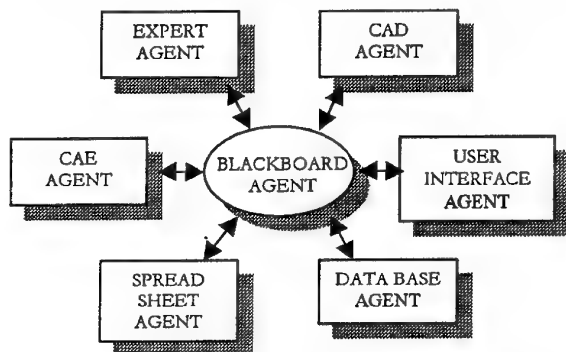 EXPERT
AGENT
CAD
AGENT
CAE
AGENT
BLACKBOARD
AGENT
USER
INTERFACE
AGENT
SPREAD
SHEET
AGENT
DATA BASE
AGENT